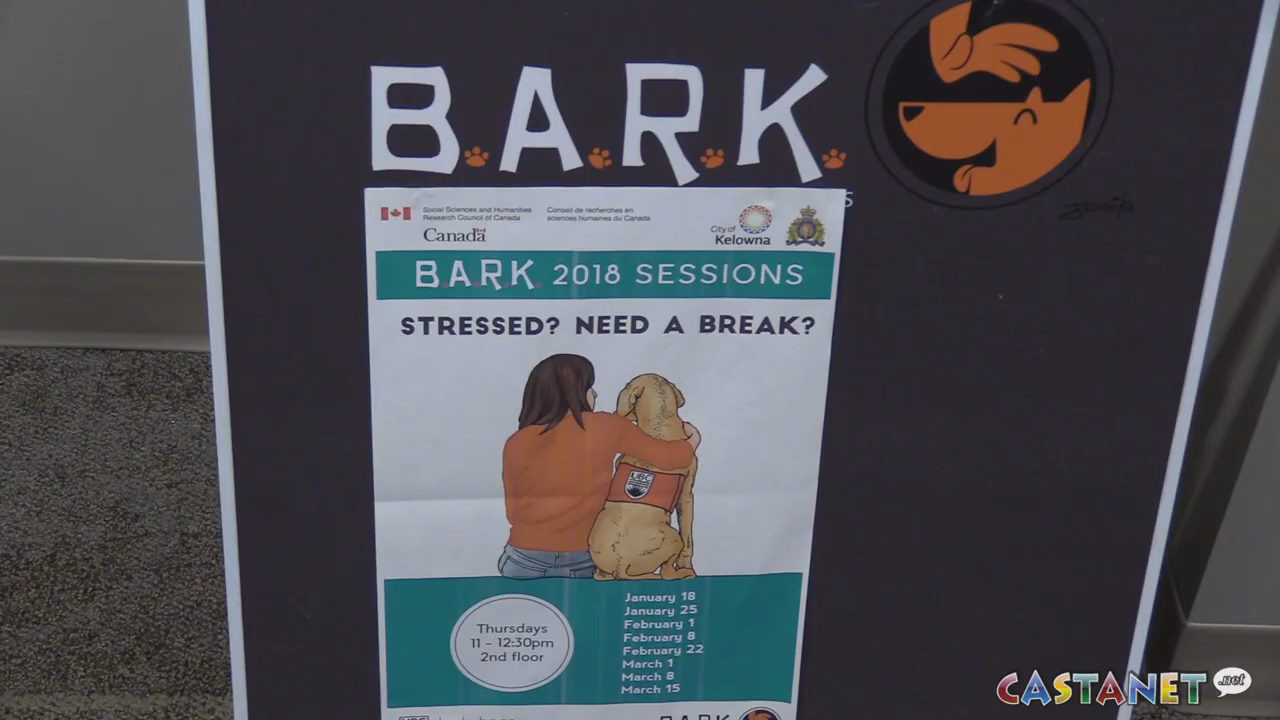 B.A.R.K.
S
Social Sciences and Humanities
Research Council of Canada
Conseil de recherches en
sciences humaines du Canada
Canada
City of
Kelowna
B.A.R.K. 2018 SESSIONS
STRESSED? NEED A BREAK?
UBC
Thursdays
11 - 12:30pm
2nd floor
January 18
January 25
February 1
February 8
February 22
March 1
March 8
March 15
UBC
B.A.R.K
CASTANET .net